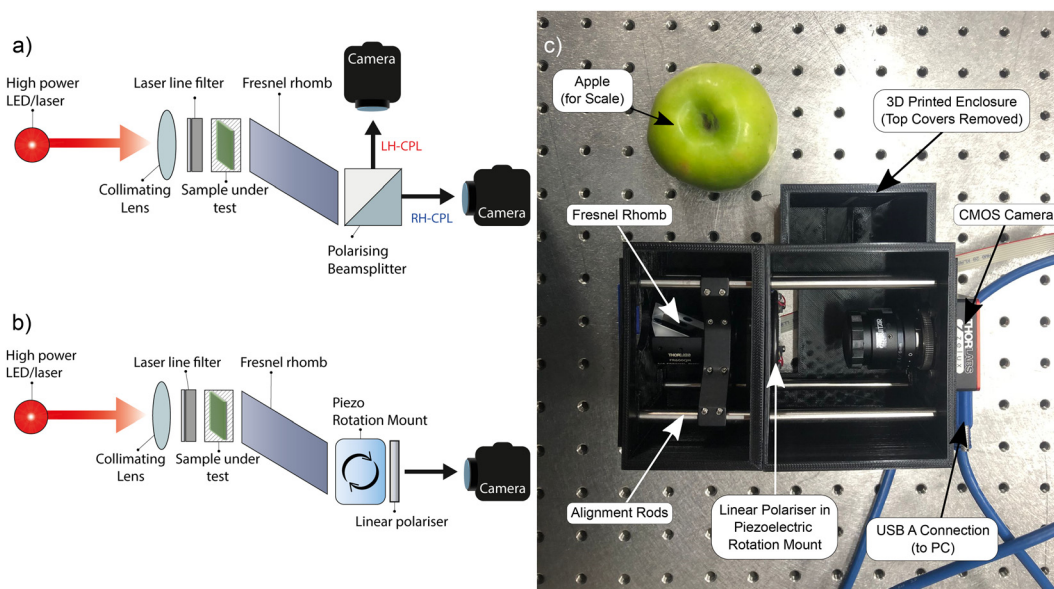 a)
High power
LED/laser
Laser line filter
Fresnel rhomb
Camera
LH-CPL
RH-CPL
Camera
Collimating
Lens
Sample under
test
Polarising
Beamsplitter
b)
High power
LED/laser
Laser line filter
Fresnel rhomb
Piezo
Rotation Mount
Camera
Collimating
Lens
Sample under
test
Linear polariser
c)
Apple
(for Scale)
3D Printed Enclosure
(Top Covers Removed)
Fresnel Rhomb
CMOS Camera
THORLABS
THORLABS
Alignment Rods
Linear Polariser in
Piezoelectric
Rotation Mount
USB A Connection
(to PC)